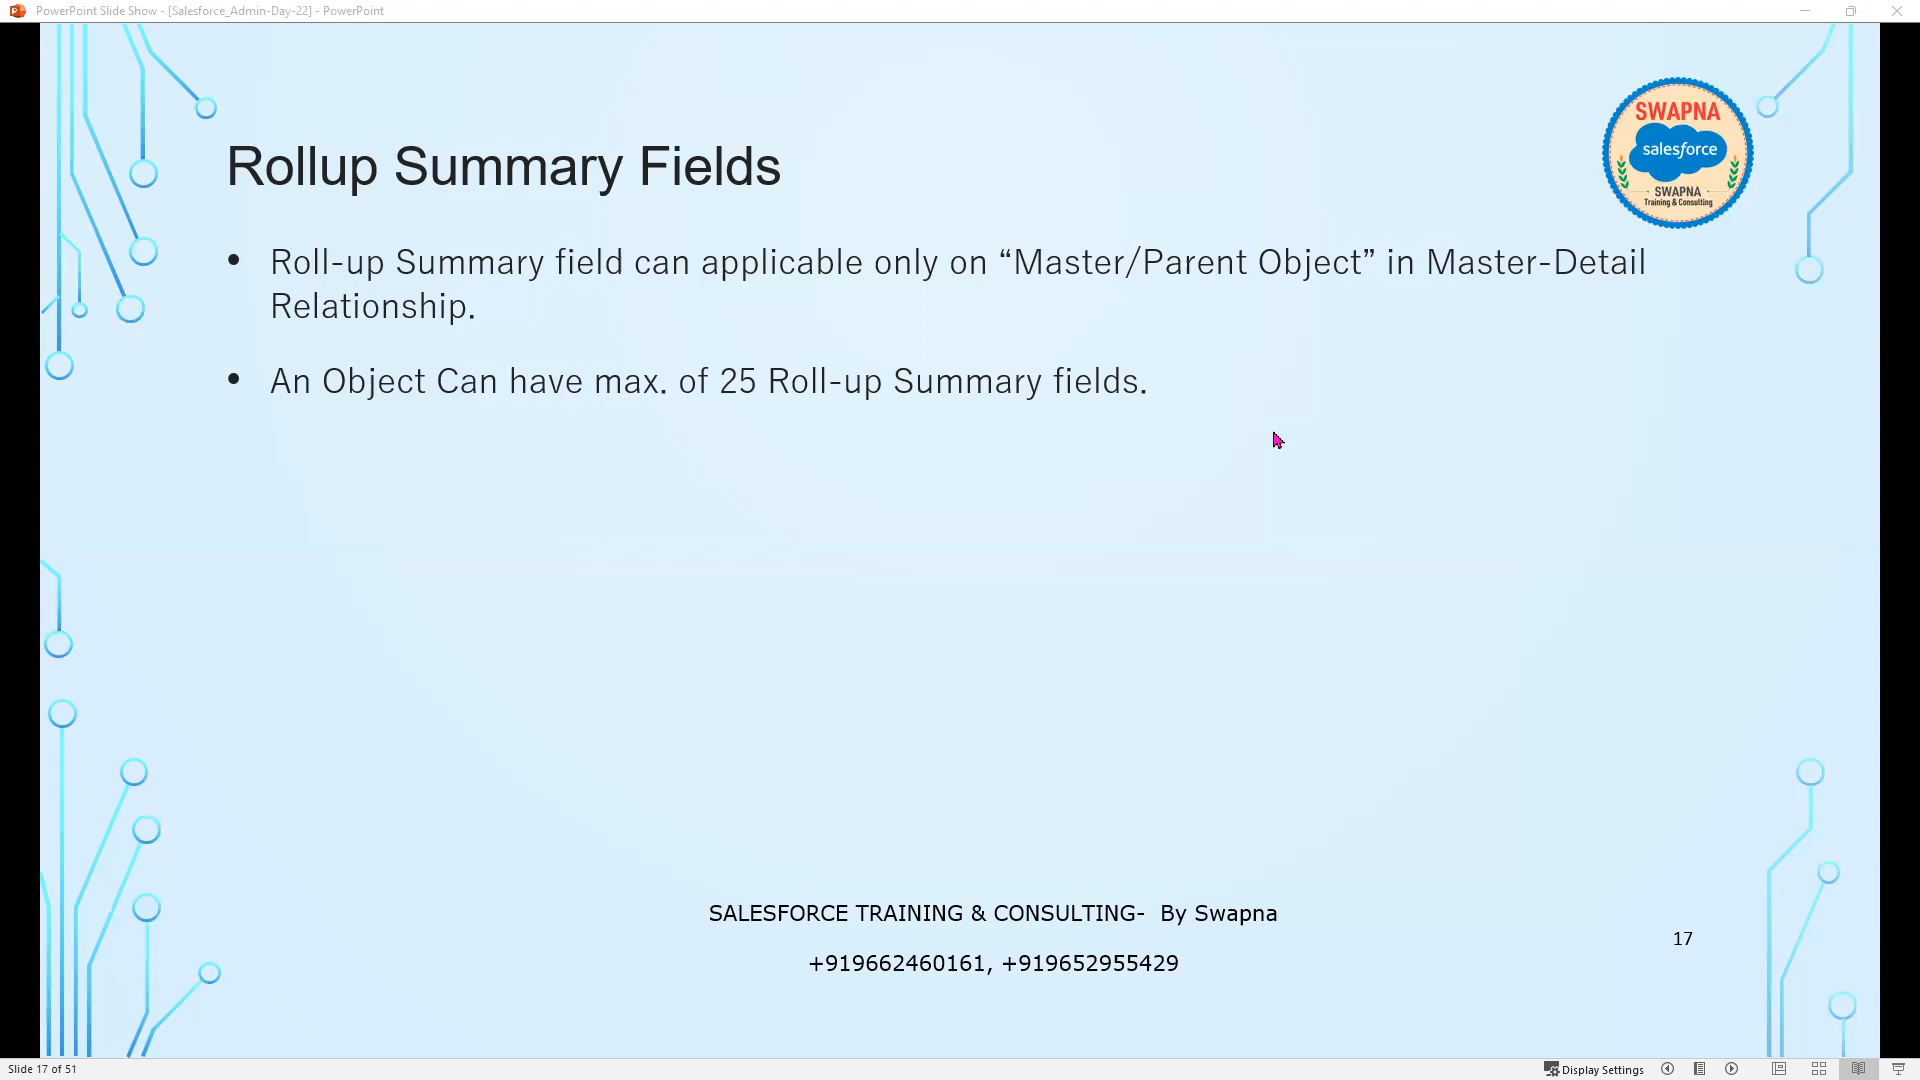 PowerPoint Slide Show - [Salesforce_Admin-Day-22] - PowerPoint
SWAPNA
salesforce
SWAPNA
Training & Consulting
Rollup Summary Fields
• Roll-up Summary field can applicable only on “Master/Parent Object” in Master-Detail
Relationship.
• An Object Can have max. of 25 Roll-up Summary fields.
SALESFORCE TRAINING & CONSULTING- By Swapna
17
+919662460161, +919652955429
Slide 17 of 51
Display Settings